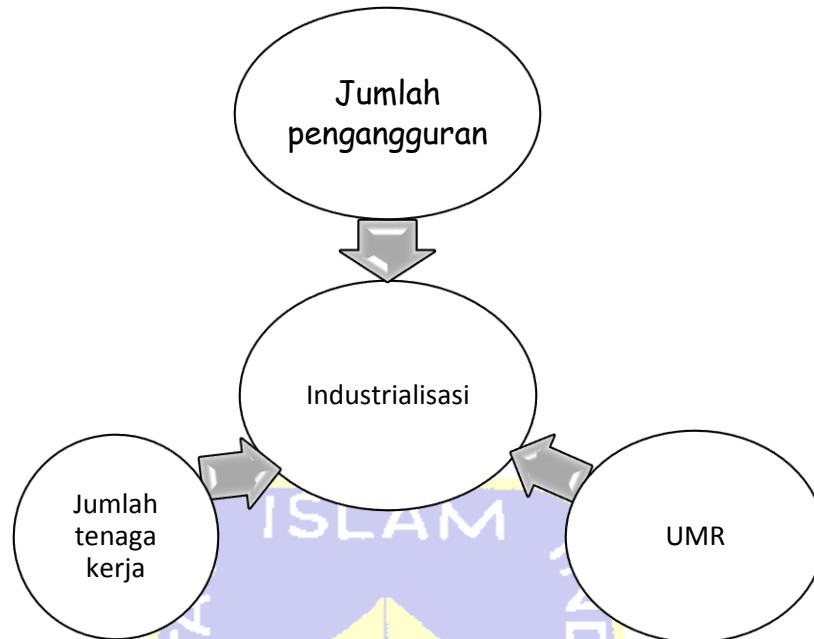 Jumlah
pengangguran
Industrialisasi
Jumlah
tenaga
kerja
UMR
ISLAM